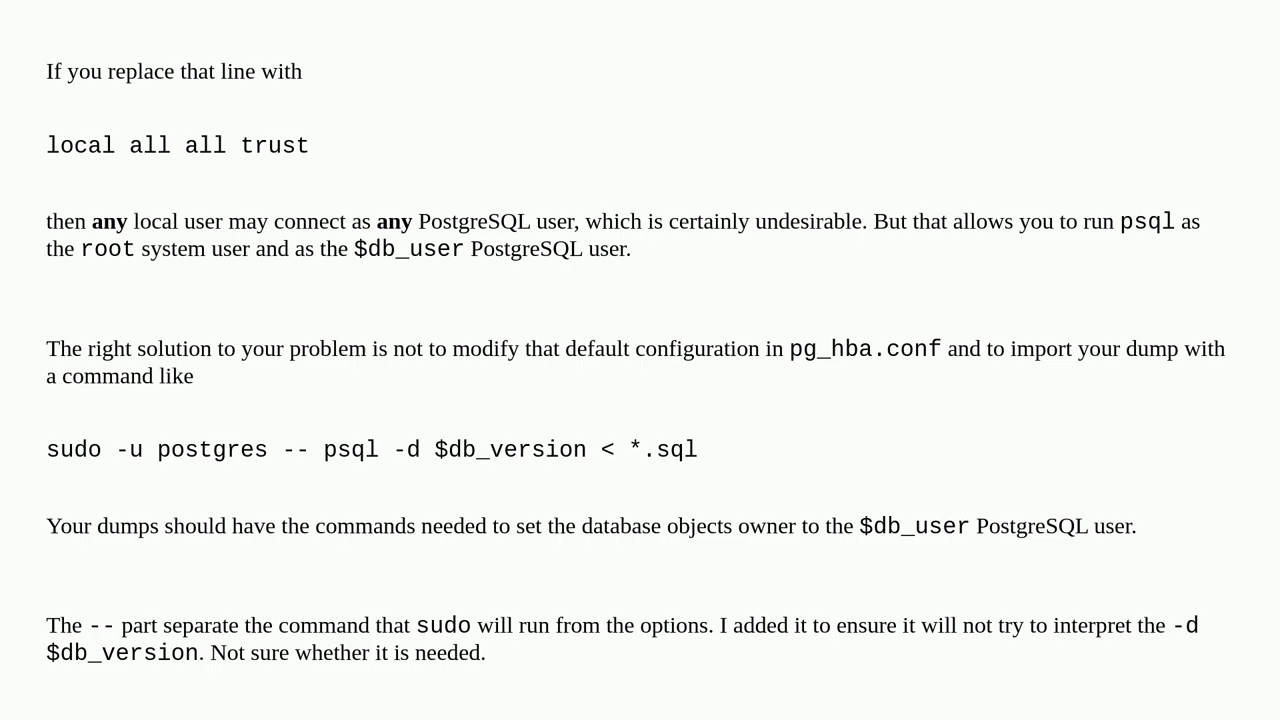 If you replace that line with
local all all trust
then any local user may connect as any PostgreSQL user, which is certainly undesirable. But that allows you to run psql as
the root system user and as the $db_user PostgreSQL user.
The right solution to your problem is not to modify that default configuration in pg_hba.conf and to import your dump with
a command like
sudo -u postgres -- psql -d $db_version < *.sql
Your dumps should have the commands needed to set the database objects owner to the $db_user PostgreSQL user.
The -- part separate the command that sudo will run from the options. I added it to ensure it will not try to interpret the -d
$db_version. Not sure whether it is needed.